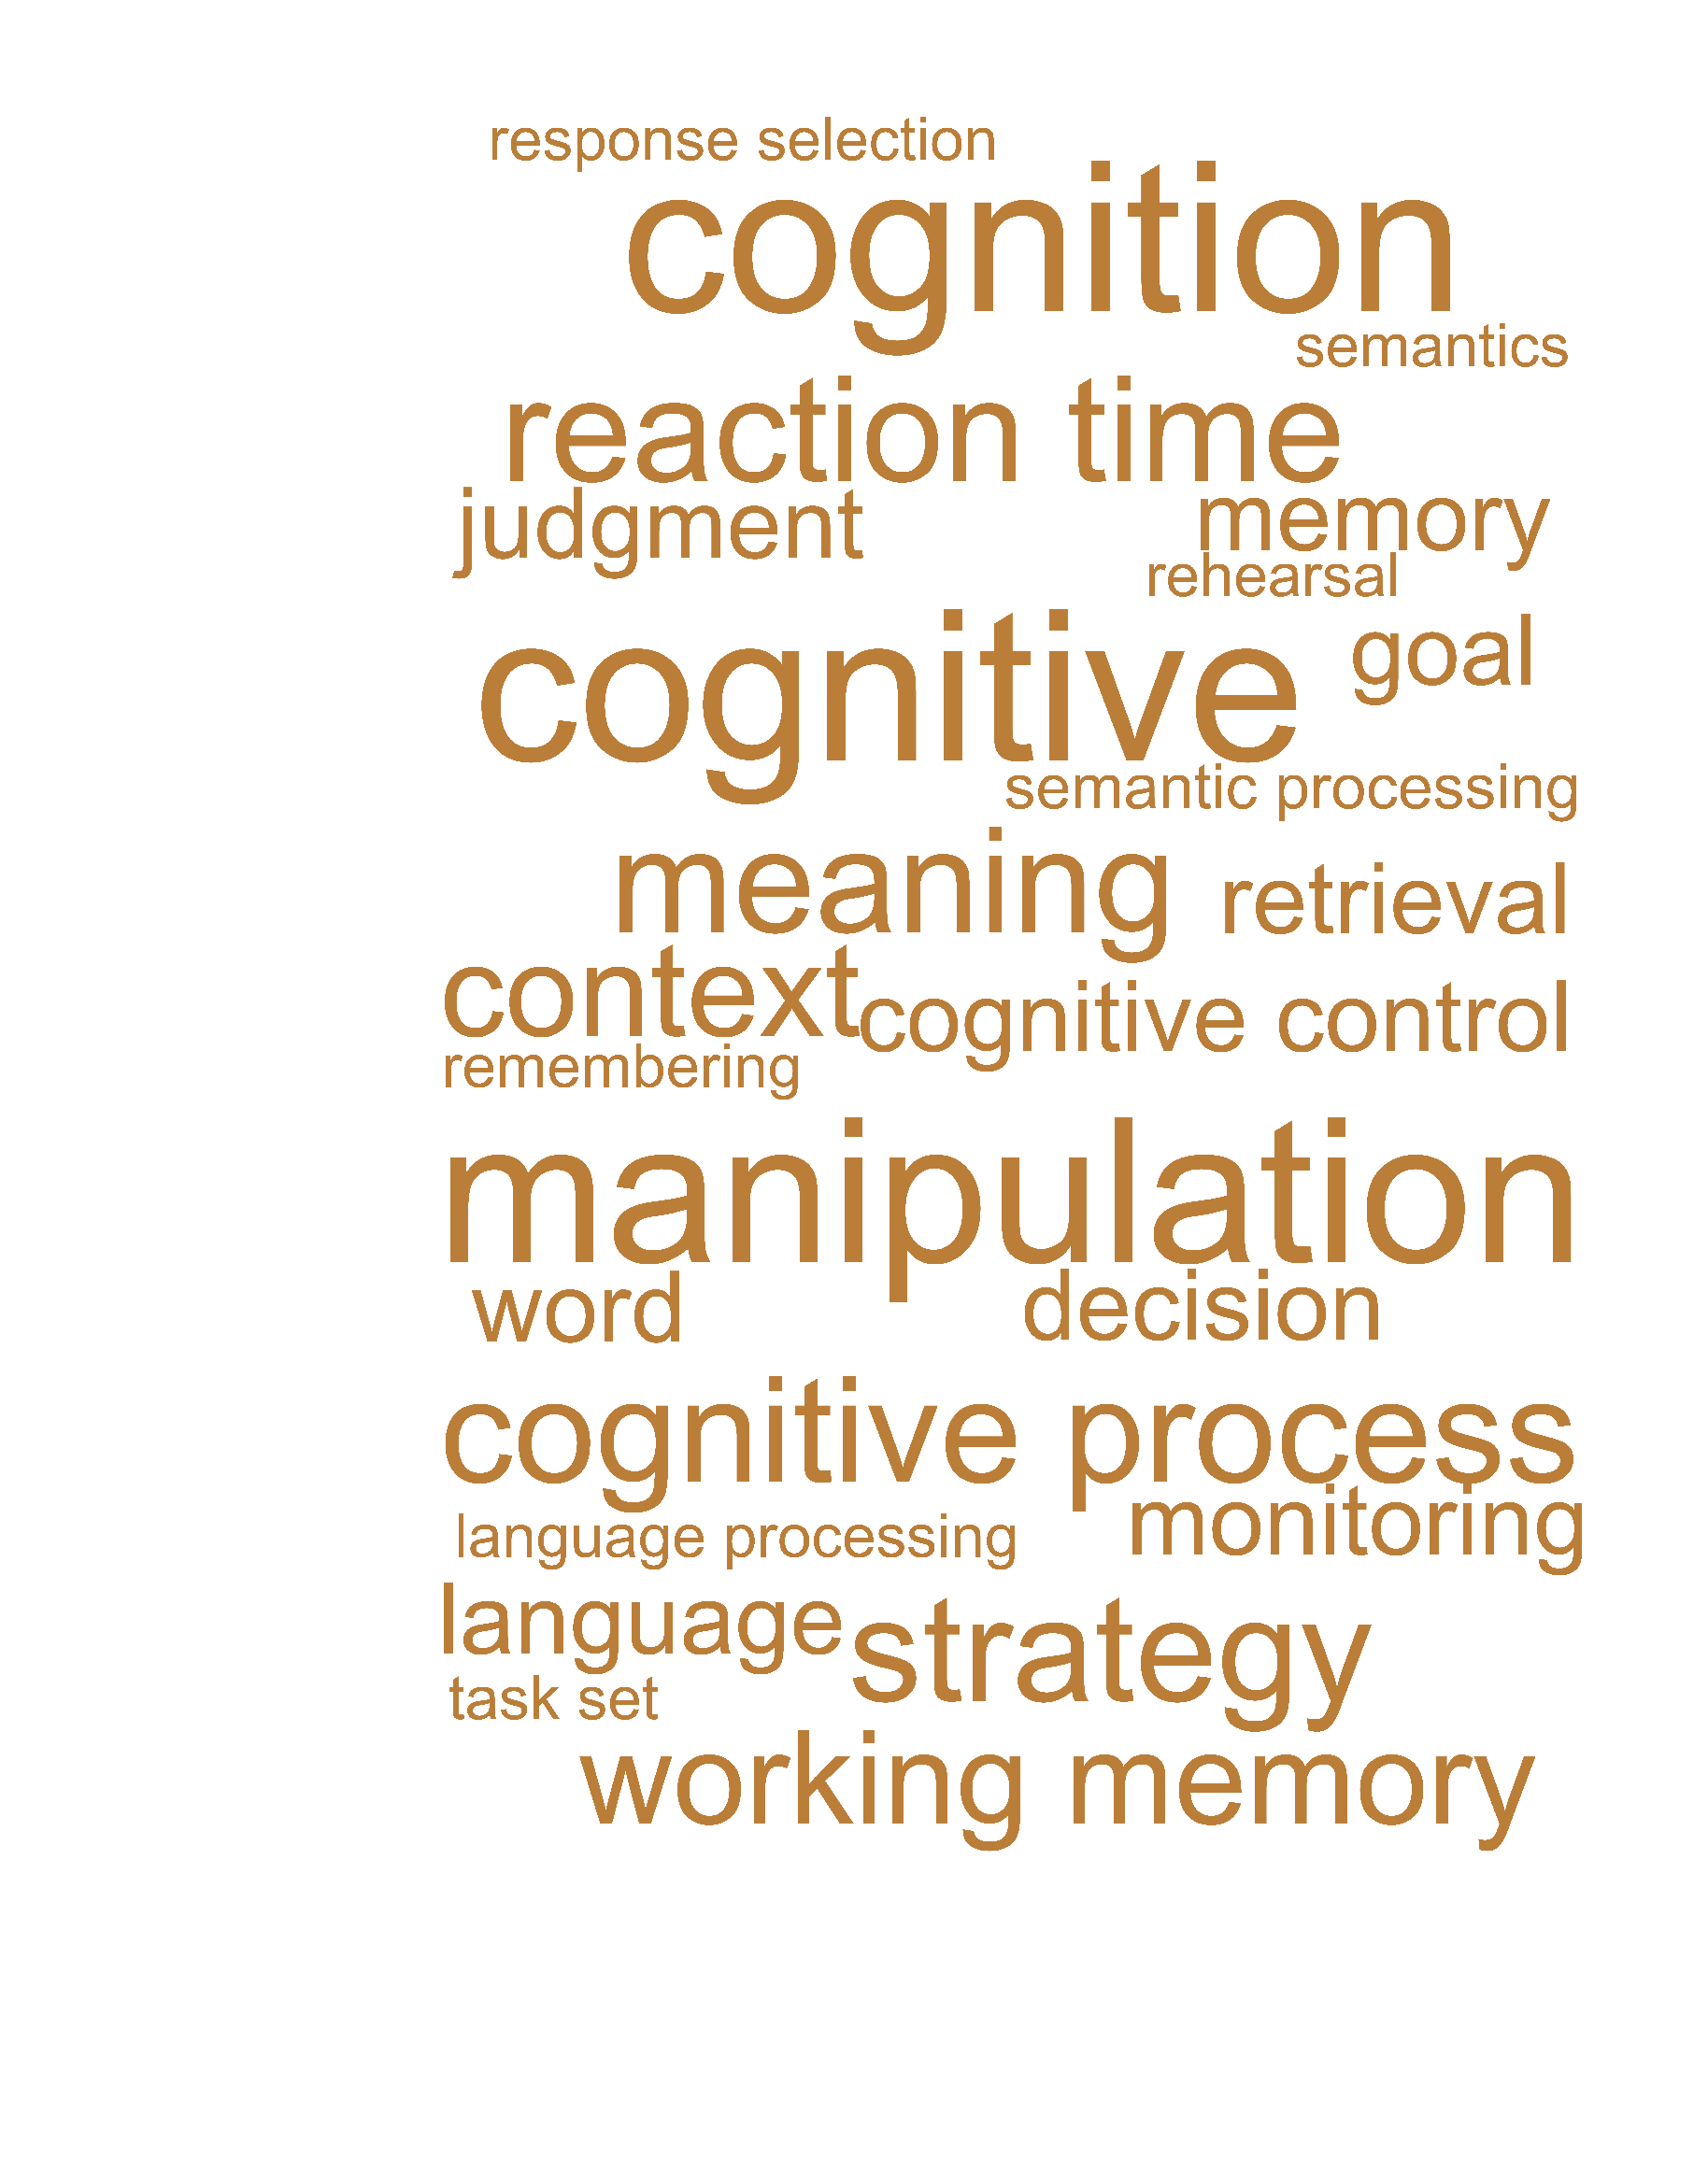 response selection
cognition
semantics
reaction time
judgment memory
rehearsal
cognitive goal
semantic processing
meaning retrieval
context cognitive control
remembering
manipulation
word decision
cognitive process
language processing monitoring
language strategy
task set
working memory